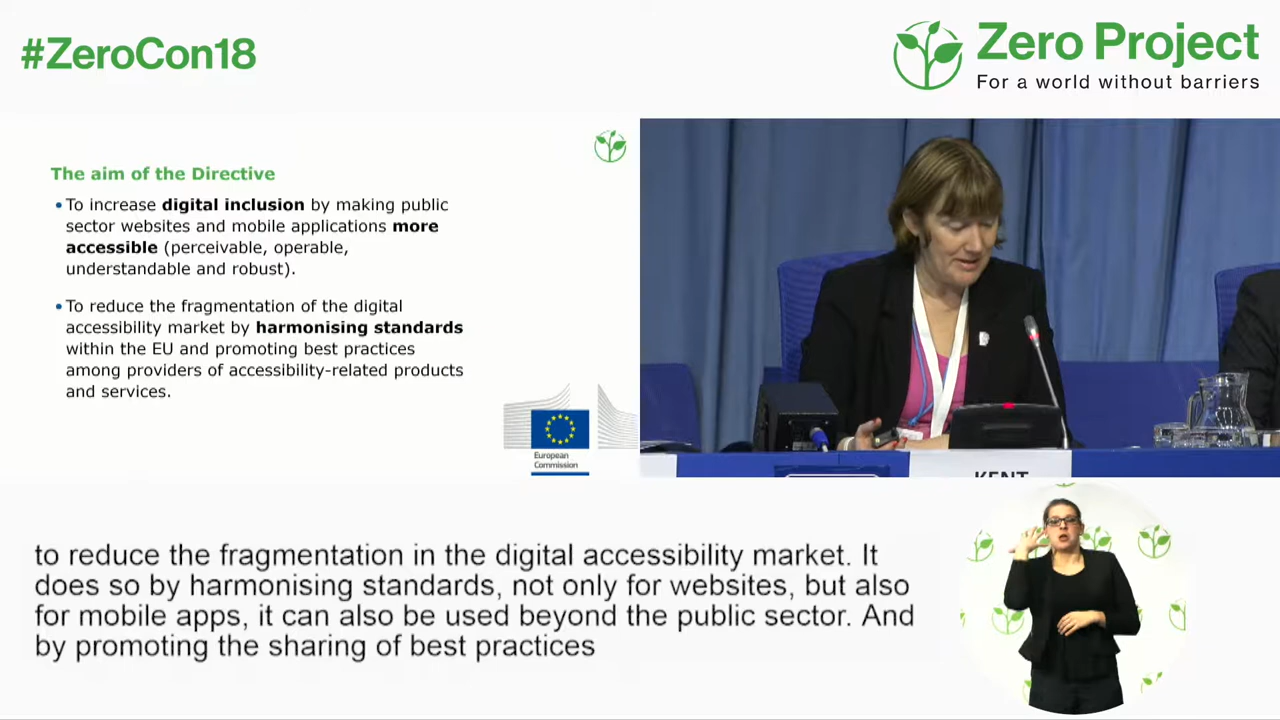 #ZeroCon18
Zero Project
For a world without barriers
The aim of the Directive
•To increase digital inclusion by making public
sector websites and mobile applications more
accessible (perceivable, operable,
understandable and robust).
•To reduce the fragmentation of the digital
accessibility market by harmonising standards
within the EU and promoting best practices
among providers of accessibility-related products
and services.
European
Commission
KENT
to reduce the fragmentation in the digital accessibility market. It
does so by harmonising standards, not only for websites, but also
for mobile apps, it can also be used beyond the public sector. And
by promoting the sharing of best practices